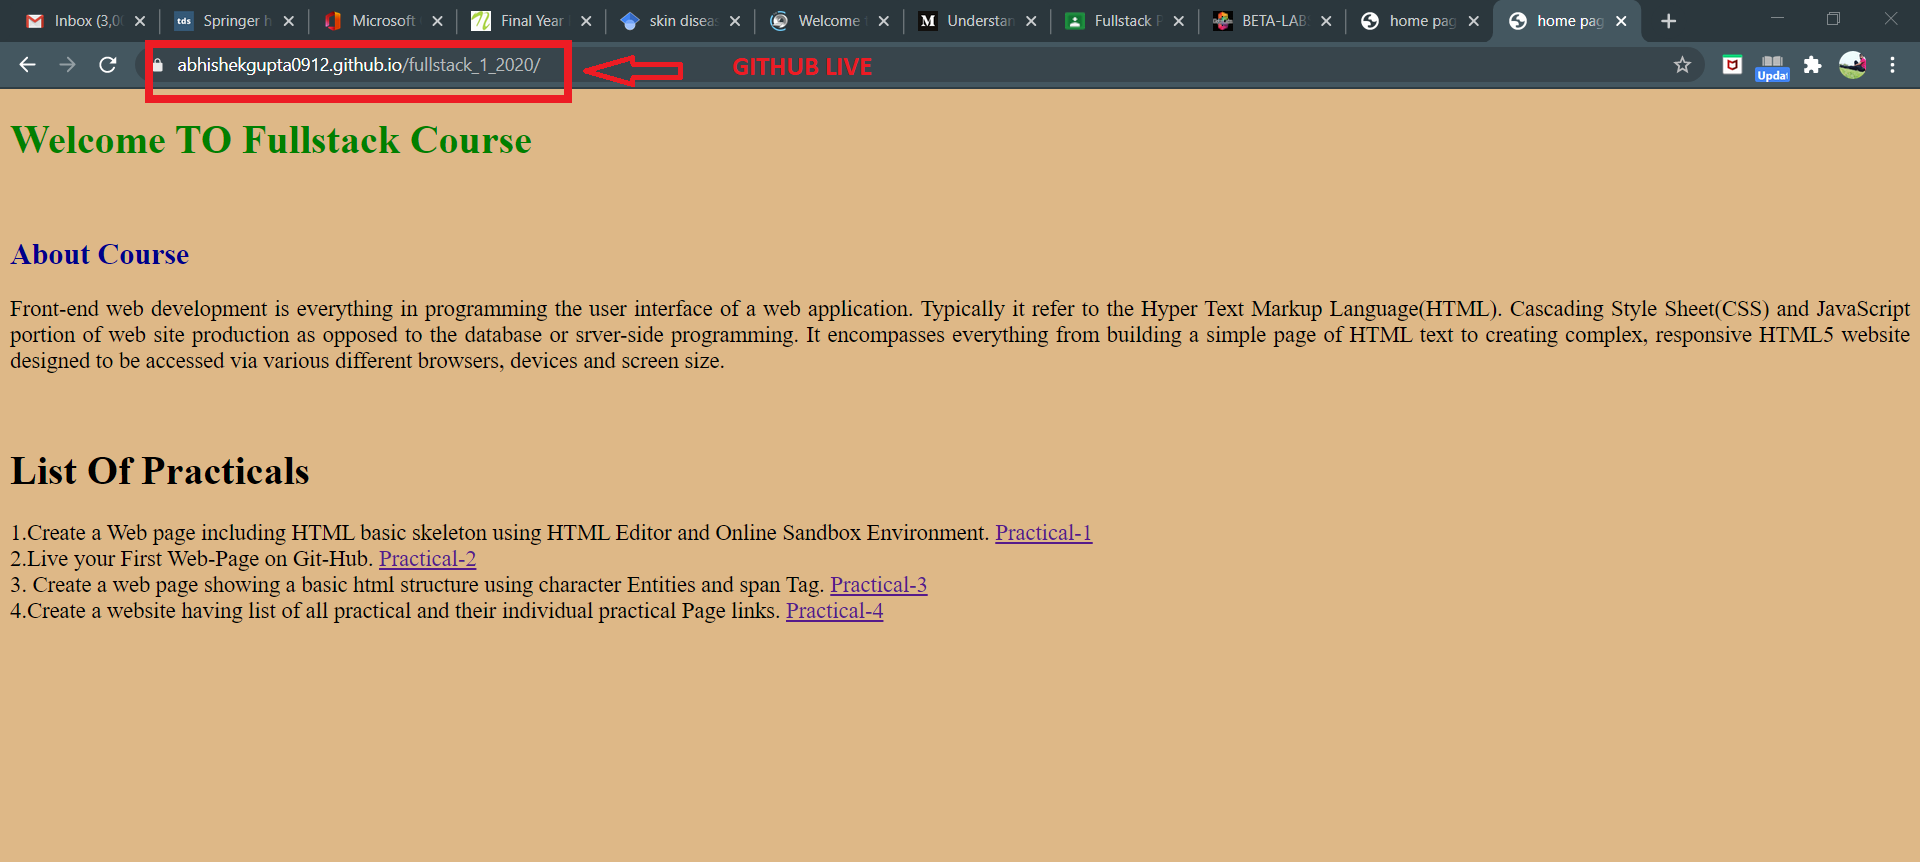 Inbox (3,0
Springer h
Microsoft
Final Year
skin disea
Welcome
Understan
Fullstack P
BETA-LAB
home pag
home pag
abhishekgupta0912.github.io/fullstack_1_2020/
GITHUB LIVE
Updat
Welcome TO Fullstack Course
About Course
Front-end web development is everything in programming the user interface of a web application. Typically it refer to the Hyper Text Markup Language(HTML). Cascading Style Sheet(CSS) and JavaScript
portion of web site production as opposed to the database or srver-side programming. It encompasses everything from building a simple page of HTML text to creating complex, responsive HTML5 website
designed to be accessed via various different browsers, devices and screen size.
List Of Practicals
1.Create a Web page including HTML basic skeleton using HTML Editor and Online Sandbox Environment. Practical-1
2.Live your First Web-Page on Git-Hub. Practical-2
3. Create a web page showing a basic html structure using character Entities and span Tag. Practical-3
4.Create a website having list of all practical and their individual practical Page links. Practical-4